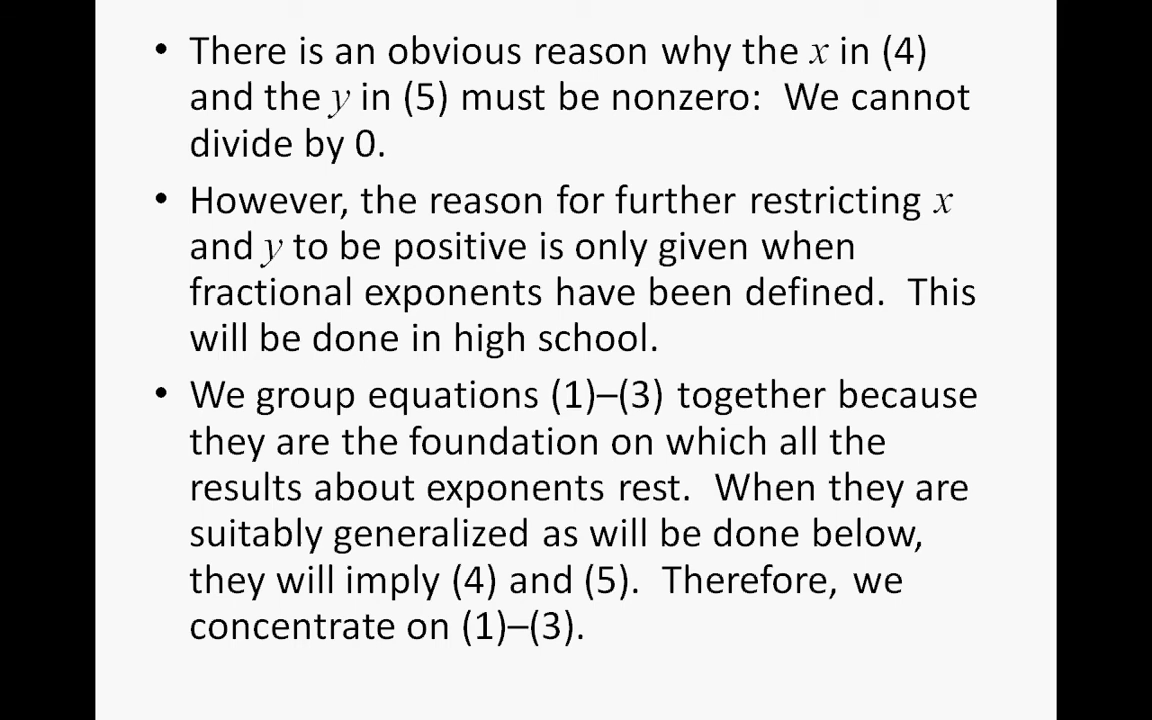 • There is an obvious reason why the x in (4)
and the y in (5) must be nonzero:  We cannot
divide by 0.
• However, the reason for further restricting x
and y to be positive is only given when
fractional exponents have been defined.  This
will be done in high school.
• We group equations (1)–(3) together because
they are the foundation on which all the
results about exponents rest.  When they are
suitably generalized as will be done below,
they will imply (4) and (5).  Therefore, we
concentrate on (1)–(3).